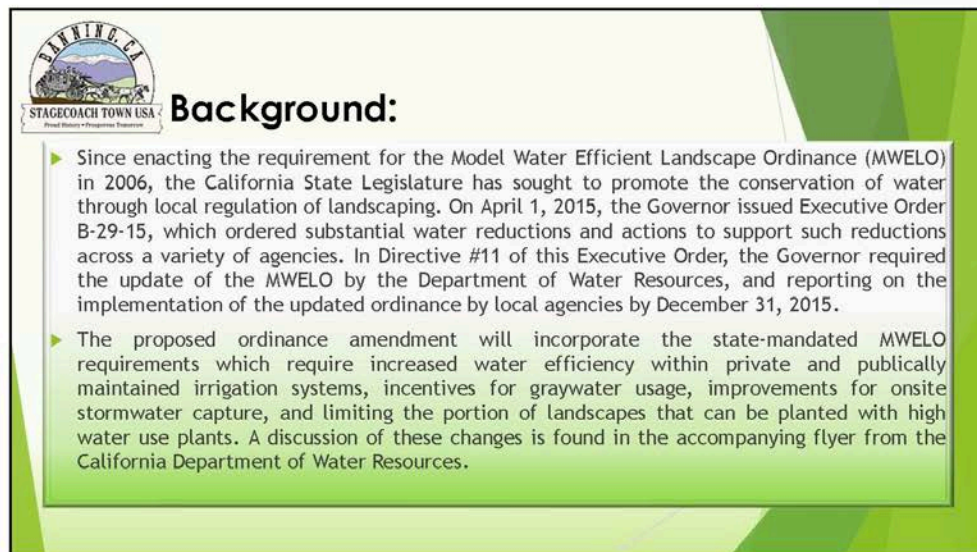 BANNING, CA
STAGECOACH TOWN USA
Proud History • Prosperous Tomorrow
Background:
Since enacting the requirement for the Model Water Efficient Landscape Ordinance (MWELO)
in 2006, the California State Legislature has sought to promote the conservation of water
through local regulation of landscaping. On April 1, 2015, the Governor issued Executive Order
B-29-15, which ordered substantial water reductions and actions to support such reductions
across a variety of agencies. In Directive #11 of this Executive Order, the Governor required
the update of the MWELO by the Department of Water Resources, and reporting on the
implementation of the updated ordinance by local agencies by December 31, 2015.
The proposed ordinance amendment will incorporate the state-mandated MWELO
requirements which require increased water efficiency within private and publically
maintained irrigation systems, incentives for graywater usage, improvements for onsite
stormwater capture, and limiting the portion of landscapes that can be planted with high
water use plants. A discussion of these changes is found in the accompanying flyer from the
California Department of Water Resources.